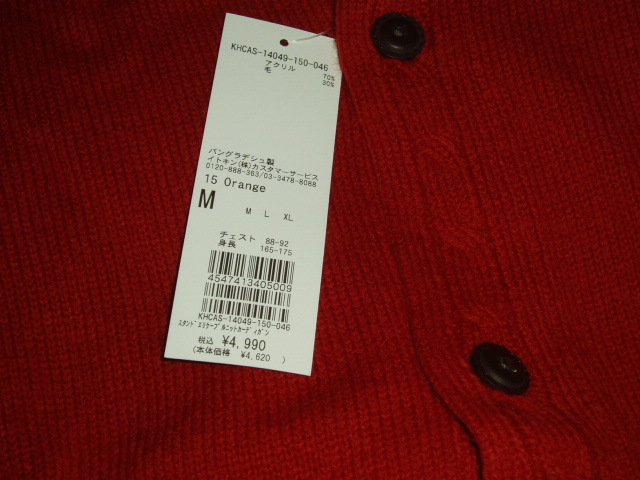 KHCAS-14049-150-046
アクリル 70%
毛 30%
バングラデシュ製
イトキン(株)カスタマーサービス
0120-888-363/03-3478-8088
15 Orange
M M L XL
チェスト 88-92
身長 165-175
4547413405009
KHCAS-14049-150-046
ｽﾀﾝﾄﾞｴﾘｹｰﾌﾞﾙﾆｯﾄｶｰﾃﾞｨｶﾞﾝ
税込 ¥4,990
(本体価格 ¥4,620 )